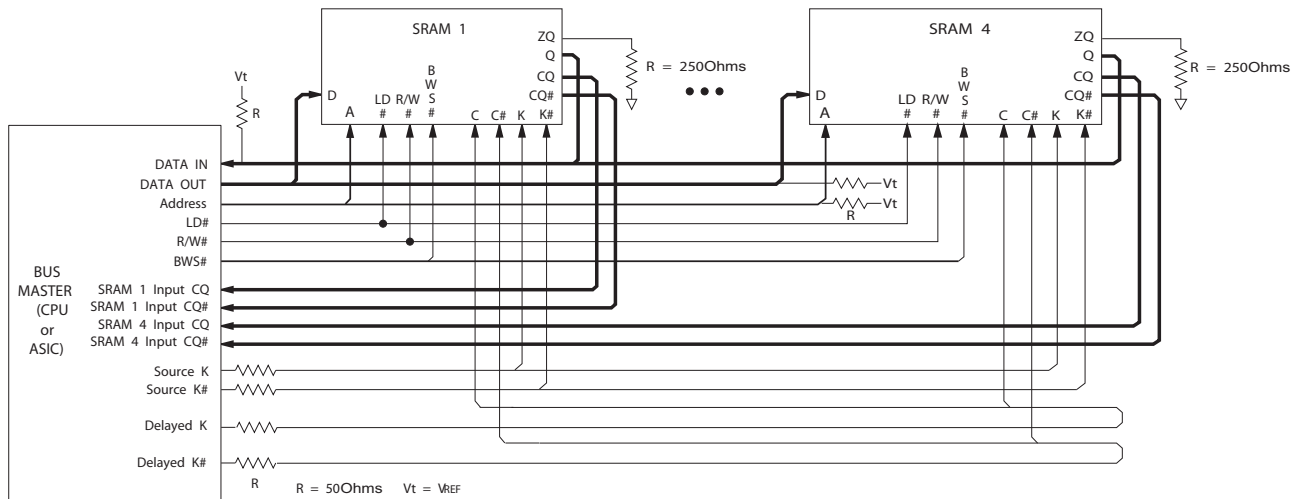 SRAM 1
ZQ
Q
CQ
CQ#
D
A
LD
#
R/W
#
B
W
S
#
C
C#
K
K#
R = 250Ohms
SRAM 4
ZQ
Q
CQ
CQ#
D
A
LD
#
R/W
#
B
W
S
#
C
C#
K
K#
R = 250Ohms
Vt
R
DATA IN
DATA OUT
Vt
Address
Vt
R
LD#
R/W#
BWS#
BUS
MASTER
(CPU
or
ASIC)
SRAM 1 Input CQ
SRAM 1 Input CQ#
SRAM 4 Input CQ
SRAM 4 Input CQ#
Source K
Source K#
Delayed K
Delayed K#
R
R = 50Ohms Vt = VREF